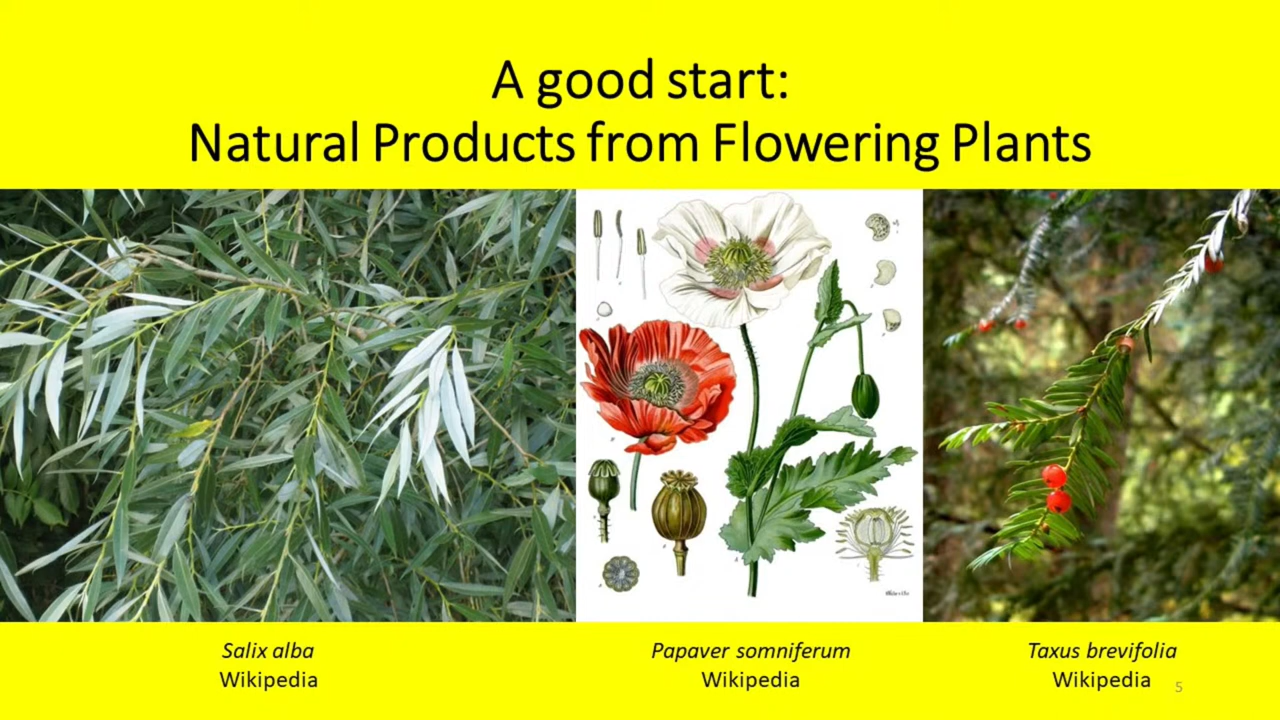 A good start:
Natural Products from Flowering Plants
Salix alba
Wikipedia
Papaver somniferum
Wikipedia
Taxus brevifolia
Wikipedia
5